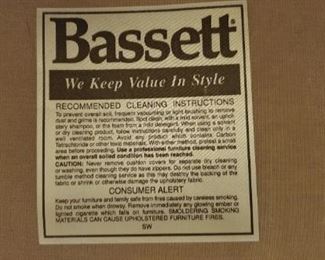 Bassett®
We Keep Value In Style
RECOMMENDED CLEANING INSTRUCTIONS
To prevent overall soil, frequent vacuuming or light brushing to remove
dust and grime is recommended. Spot clean, with a mild solvent, an uphol-
stery shampoo, or the foam from a mild detergent. When using a solvent
or dry cleaning product, follow instructions carefully and clean only in a
well ventilated room. Avoid any product which contains Carbon
Tetrachloride or other toxic materials. With either method, pretest a small
area before proceeding. Use a professional furniture cleaning service
when an overall soiled condition has been reached.
CAUTION: Never remove cushion covers for separate dry cleaning
or washing, even though they do have zippers. Do not use bleach or any
tumble method cleaning service as this may destroy the backing of the
fabric or shrink or otherwise damage the upholstery fabric.
CONSUMER ALERT
Keep your furniture and family safe from fires caused by careless smoking.
Do not smoke when drowsy. Remove immediately any glowing ember or
lighted cigarette which falls on furniture. SMOLDERING SMOKING
MATERIALS CAN CAUSE UPHOLSTERED FURNITURE FIRES.
SW